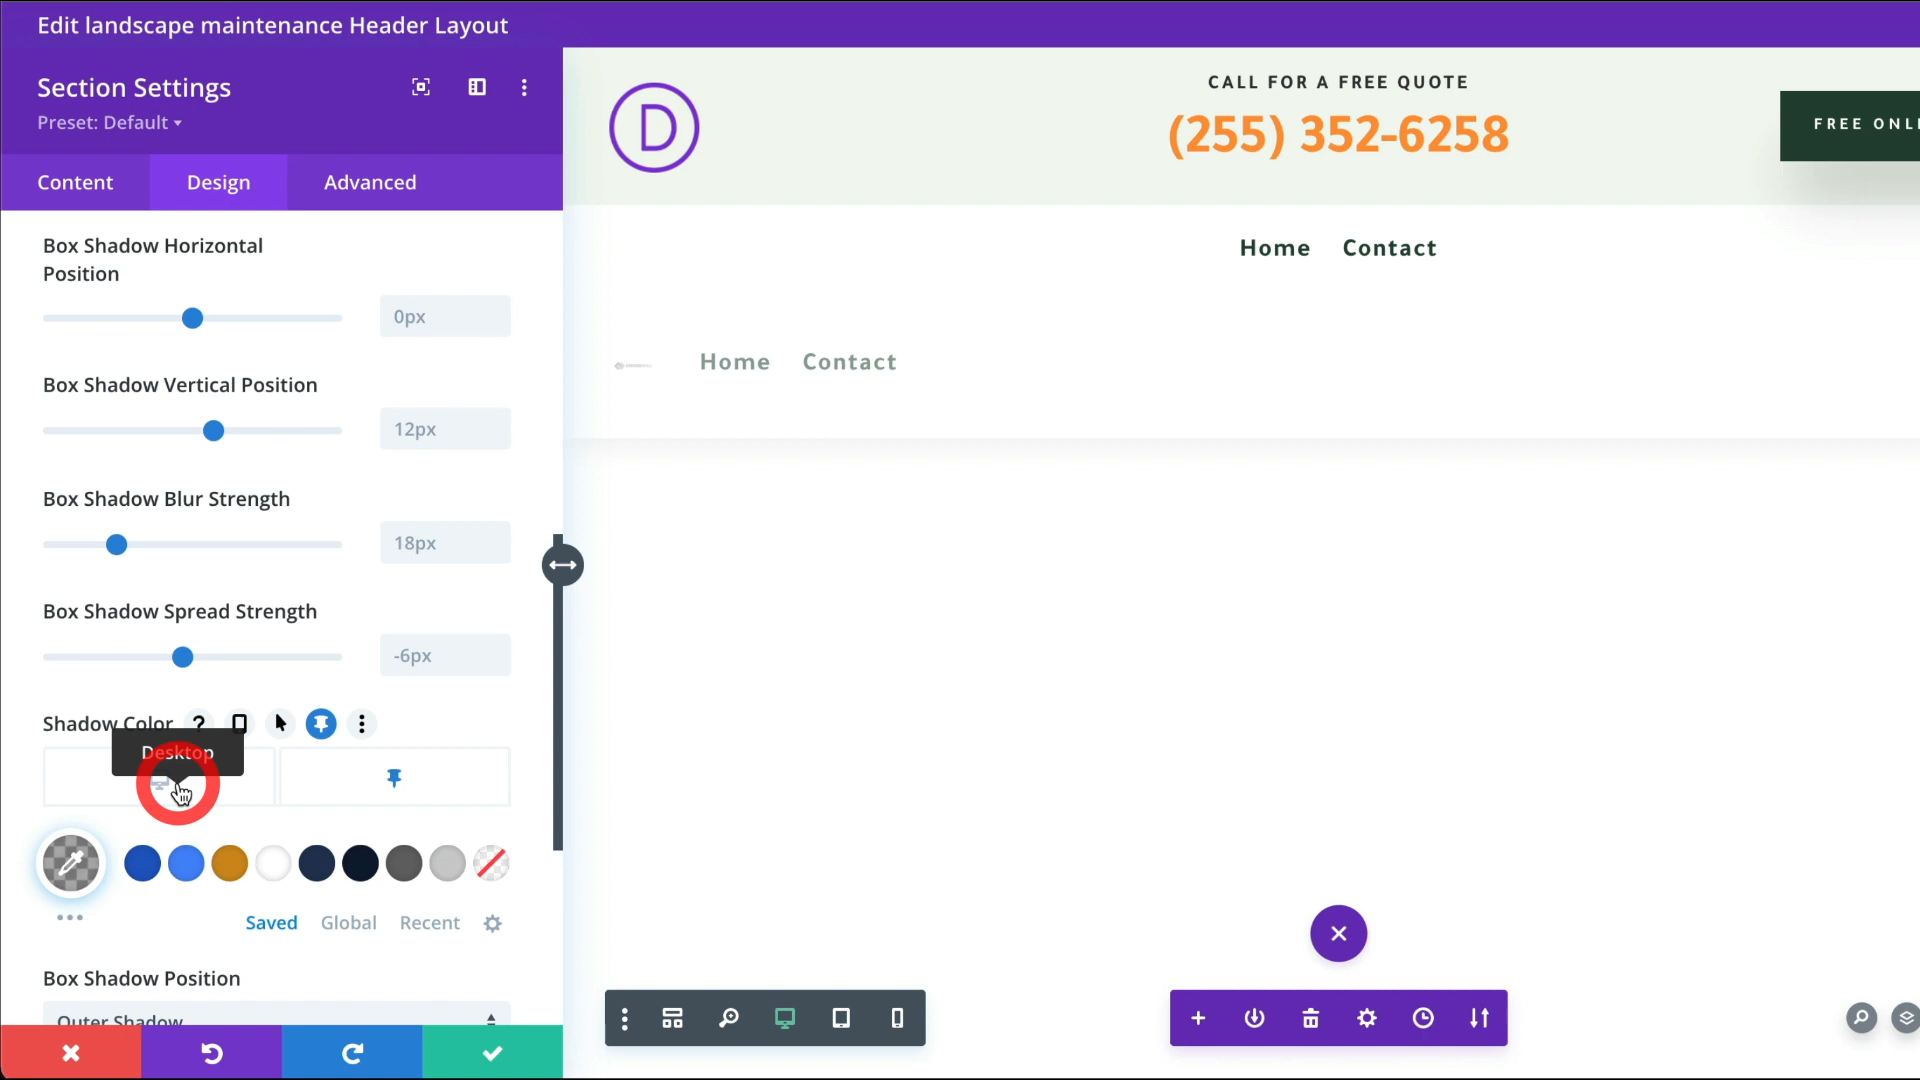 Edit landscape maintenance Header Layout
Section Settings
Preset: Default
Content
Design
Advanced
Box Shadow Horizontal
Position
0px
Box Shadow Vertical Position
12px
Box Shadow Blur Strength
18px
Box Shadow Spread Strength
-6px
Shadow Color
?
Desktop
Saved
Global
Recent
Box Shadow Position
Outer Shadow
D
CALL FOR A FREE QUOTE
(255) 352-6258
FREE ONLI
Home
Contact
Home
Contact